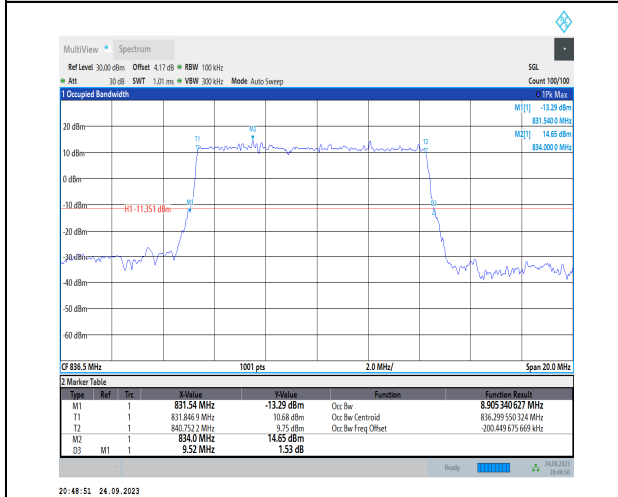 MultiView Spectrum
Ref Level 30.00 dBm Offset 4.17 dB RBW 100 kHz SGL
Att 30 dB SWT 1.01 ms VBW 300 kHz Mode Auto Sweep Count 100/100
1 Occupied Bandwidth 1Pk Max
M1[1] -13.29 dBm
831.540 0 MHz
M2[1] 14.65 dBm
834.000 0 MHz
20 dBm
T1 M2 T2
10 dBm
0 dBm
-10 dBm
M1 D3
H1 -11.351 dBm
-20 dBm
-30 dBm
-40 dBm
-50 dBm
-60 dBm
CF 836.5 MHz 1001 pts 2.0 MHz/ Span 20.0 MHz
2 Marker Table
Type Ref Trc X-Value Y-Value Function Function Result
M1 1 831.54 MHz -13.29 dBm Occ Bw 8.905 340 627 MHz
T1 1 831.846 9 MHz 10.68 dBm Occ Bw Centroid 836.299 550 324 MHz
T2 1 840.752 2 MHz 9.75 dBm Occ Bw Freq Offset -200.449 675 669 kHz
M2 1 834.0 MHz 14.65 dBm
D3 M1 1 9.52 MHz 1.53 dB
Ready 24.09.2023
20:48:50
20:48:51 24.09.2023